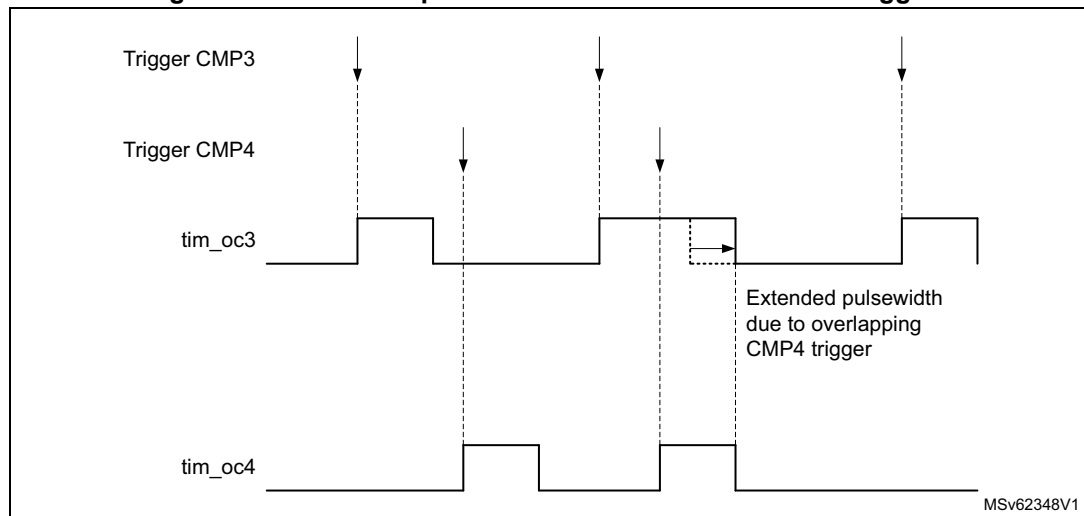 Trigger CMP3
Trigger CMP4
tim_oc3
Extended pulsewidth
due to overlapping
CMP4 trigger
tim_oc4
MSv62348V1